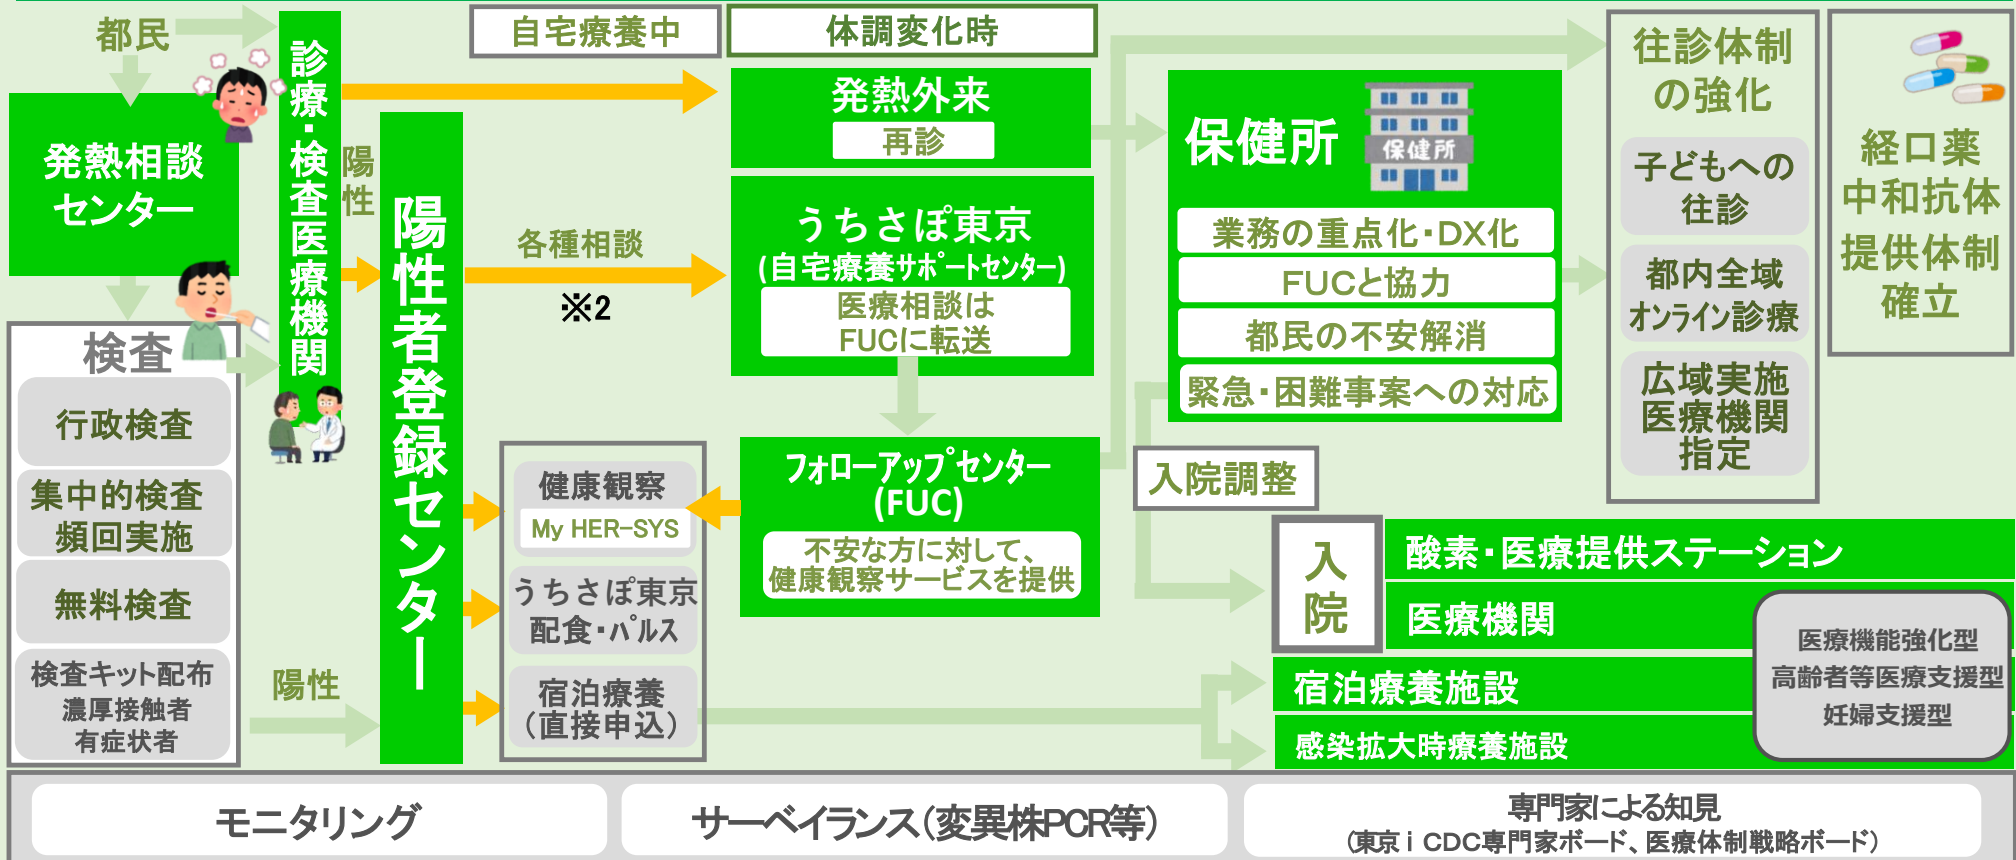 都民
発熱相談
センター
検査
行政検査
集中的検査
頻回実施
無料検査
検査キット配布
濃厚接触者
有症状者
診療・検査医療機関
陽性
陽性
陽性者登録センター
自宅療養中
各種相談
※2
健康観察
My HER-SYS
うちさぽ東京
配食・パルス
宿泊療養
(直接申込)
体調変化時
発熱外来
再診
うちさぽ東京
(自宅療養サポートセンター)
医療相談は
FUCに転送
フォローアップセンター
(FUC)
不安な方に対して、
健康観察サービスを提供
保健所
保健所
業務の重点化・DX化
FUCと協力
都民の不安解消
緊急・困難事案への対応
入院調整
入院
酸素・医療提供ステーション
医療機関
宿泊療養施設
感染拡大時療養施設
医療機能強化型
高齢者等医療支援型
妊婦支援型
往診体制
の強化
子どもへの
往診
都内全域
オンライン診療
広域実施
医療機関
指定
経口薬
中和抗体
提供体制
確立
モニタリング
サーベイランス(変異株PCR等)
専門家による知見
(東京iCDC専門家ボード、医療体制戦略ボード)